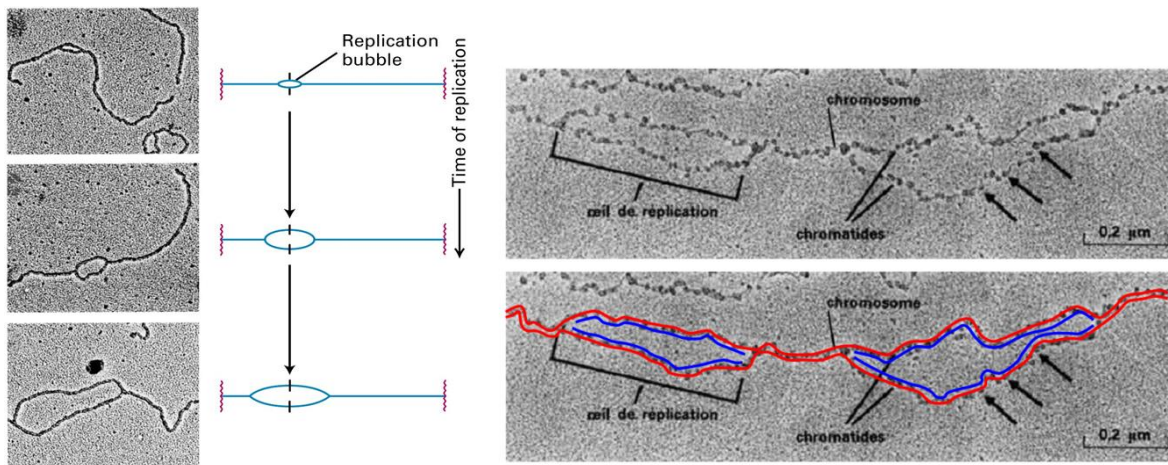 Replication
bubble
Time of replication
chromosome
œil de. replication
chromatides
0,2 µm
chromosome
œil de. replication
chromatides
0,2 µm